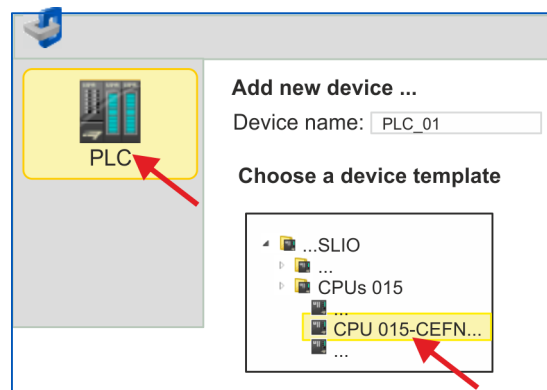 PLC
Add new device ...
Device name: PLC_01
Choose a device template
...SLIO
...
CPUs 015
...
CPU 015-CEFN...
...